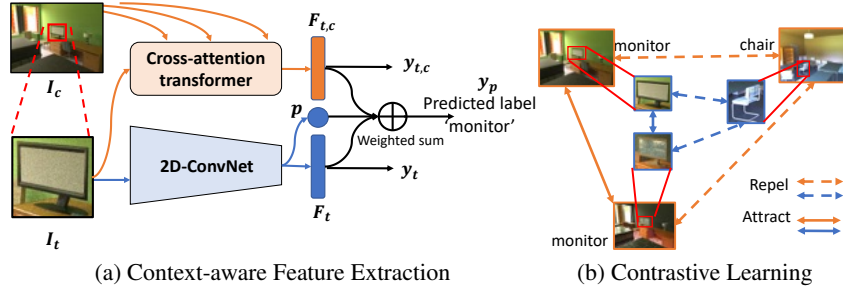 I_c
I_t
Cross-attention
transformer
2D-ConvNet
F_{t,c}
p
F_t
y_{t,c}
Weighted sum
y_t
y_p
Predicted label
'monitor'
(a) Context-aware Feature Extraction
monitor
chair
monitor
Repel
Attract
(b) Contrastive Learning